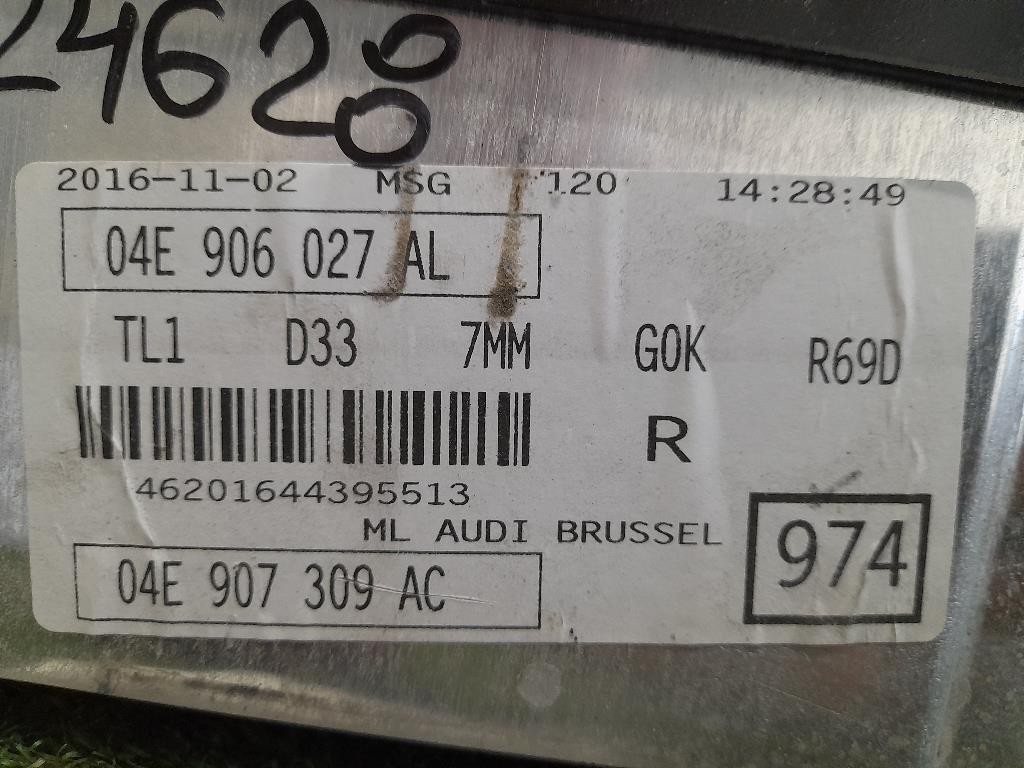 24628
2016-11-02 MSG 120 14:28:49
04E 906 027 AL
TL1 D33 7MM G0K R69D
R
46201644395513
ML AUDI BRUSSEL
974
04E 907 309 AC